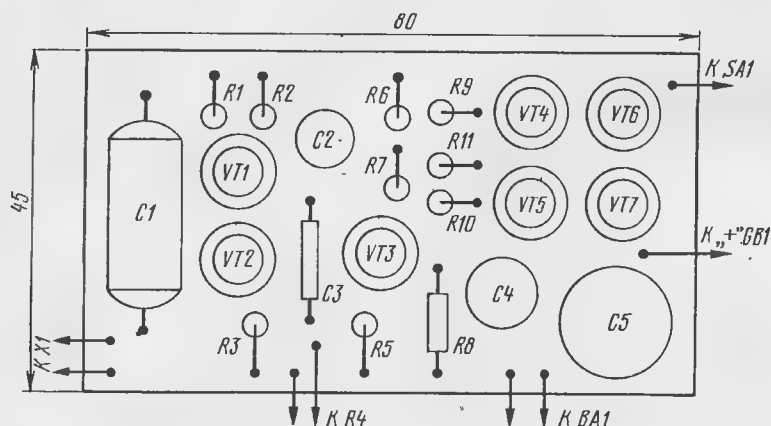 80
45
R1
R2
R6
R9
VT4
VT6
К SA1
C2
R11
R7
VT1
C1
R10
VT5
VT7
VT2
VT3
К „+" GB1
C3
C4
C5
R3
R5
R8
К X1
К R4
К BA1